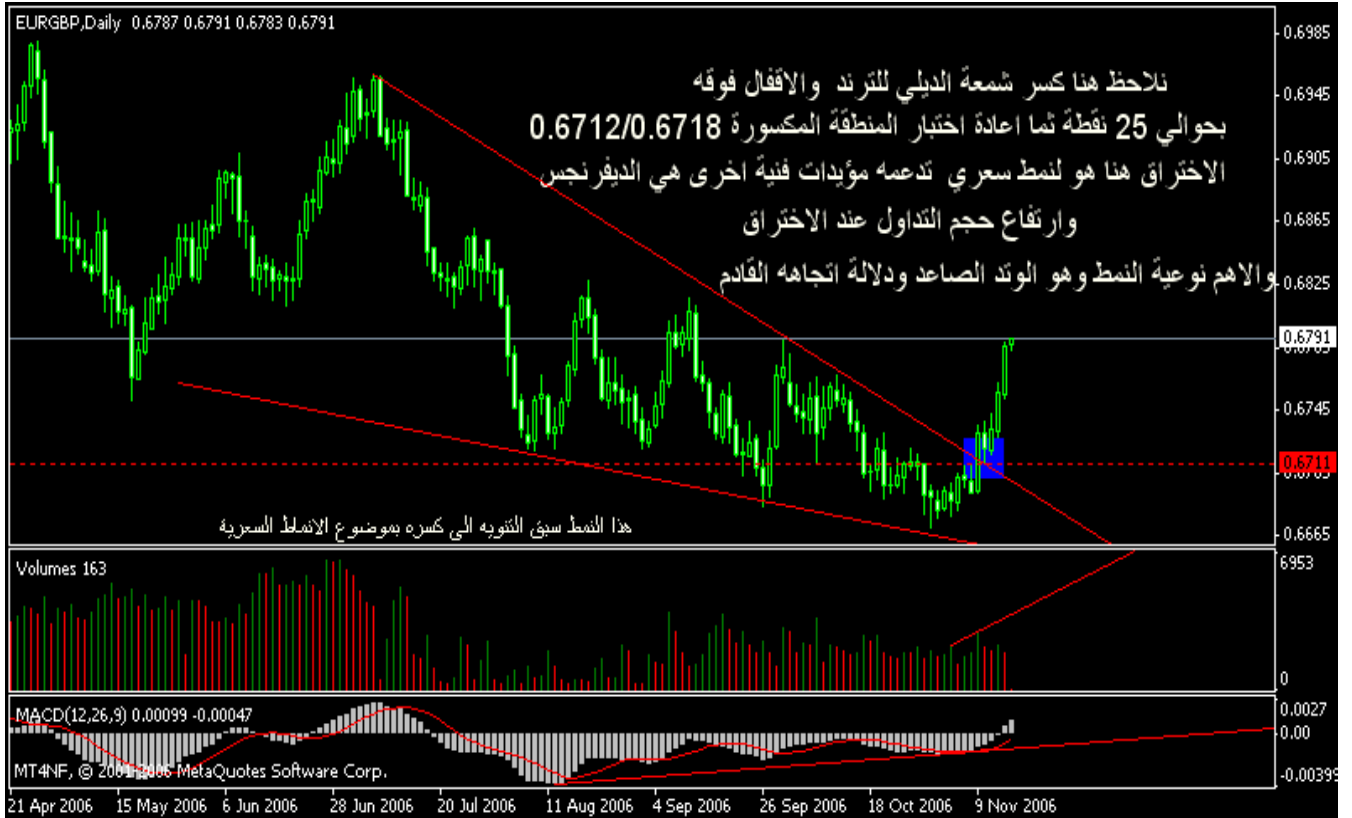 EURGBP,Daily 0.6787 0.6791 0.6783 0.6791
نلاحظ هنا كسر شمعة الديلي للترند والاقفال فوقه
بحوالي 25 نقطة ثما اعادة اختبار المنطقة المكسورة 0.6712/0.6718
الاختراق هنا هو لنمط سعري تدعمه مؤيدات فنية اخرى هي الديفرنجس
وارتفاع حجم التداول عند الاختراق
والاهم نوعية النمط وهو الوتد الصاعد ودلالة اتجاهه القادم
هذا النمط سبق التنويه الى كسره بموضوع الانماط السعرية
0.6985
0.6945
0.6905
0.6865
0.6825
0.6791
0.6745
0.6711
0.6665
Volumes 163
6953
0
MACD(12,26,9) 0.00099 -0.00047
0.0027
0.00
-0.00399
MT4NF, © 2001-2006 MetaQuotes Software Corp.
21 Apr 2006 15 May 2006 6 Jun 2006 28 Jun 2006 20 Jul 2006 11 Aug 2006 4 Sep 2006 26 Sep 2006 18 Oct 2006 9 Nov 2006